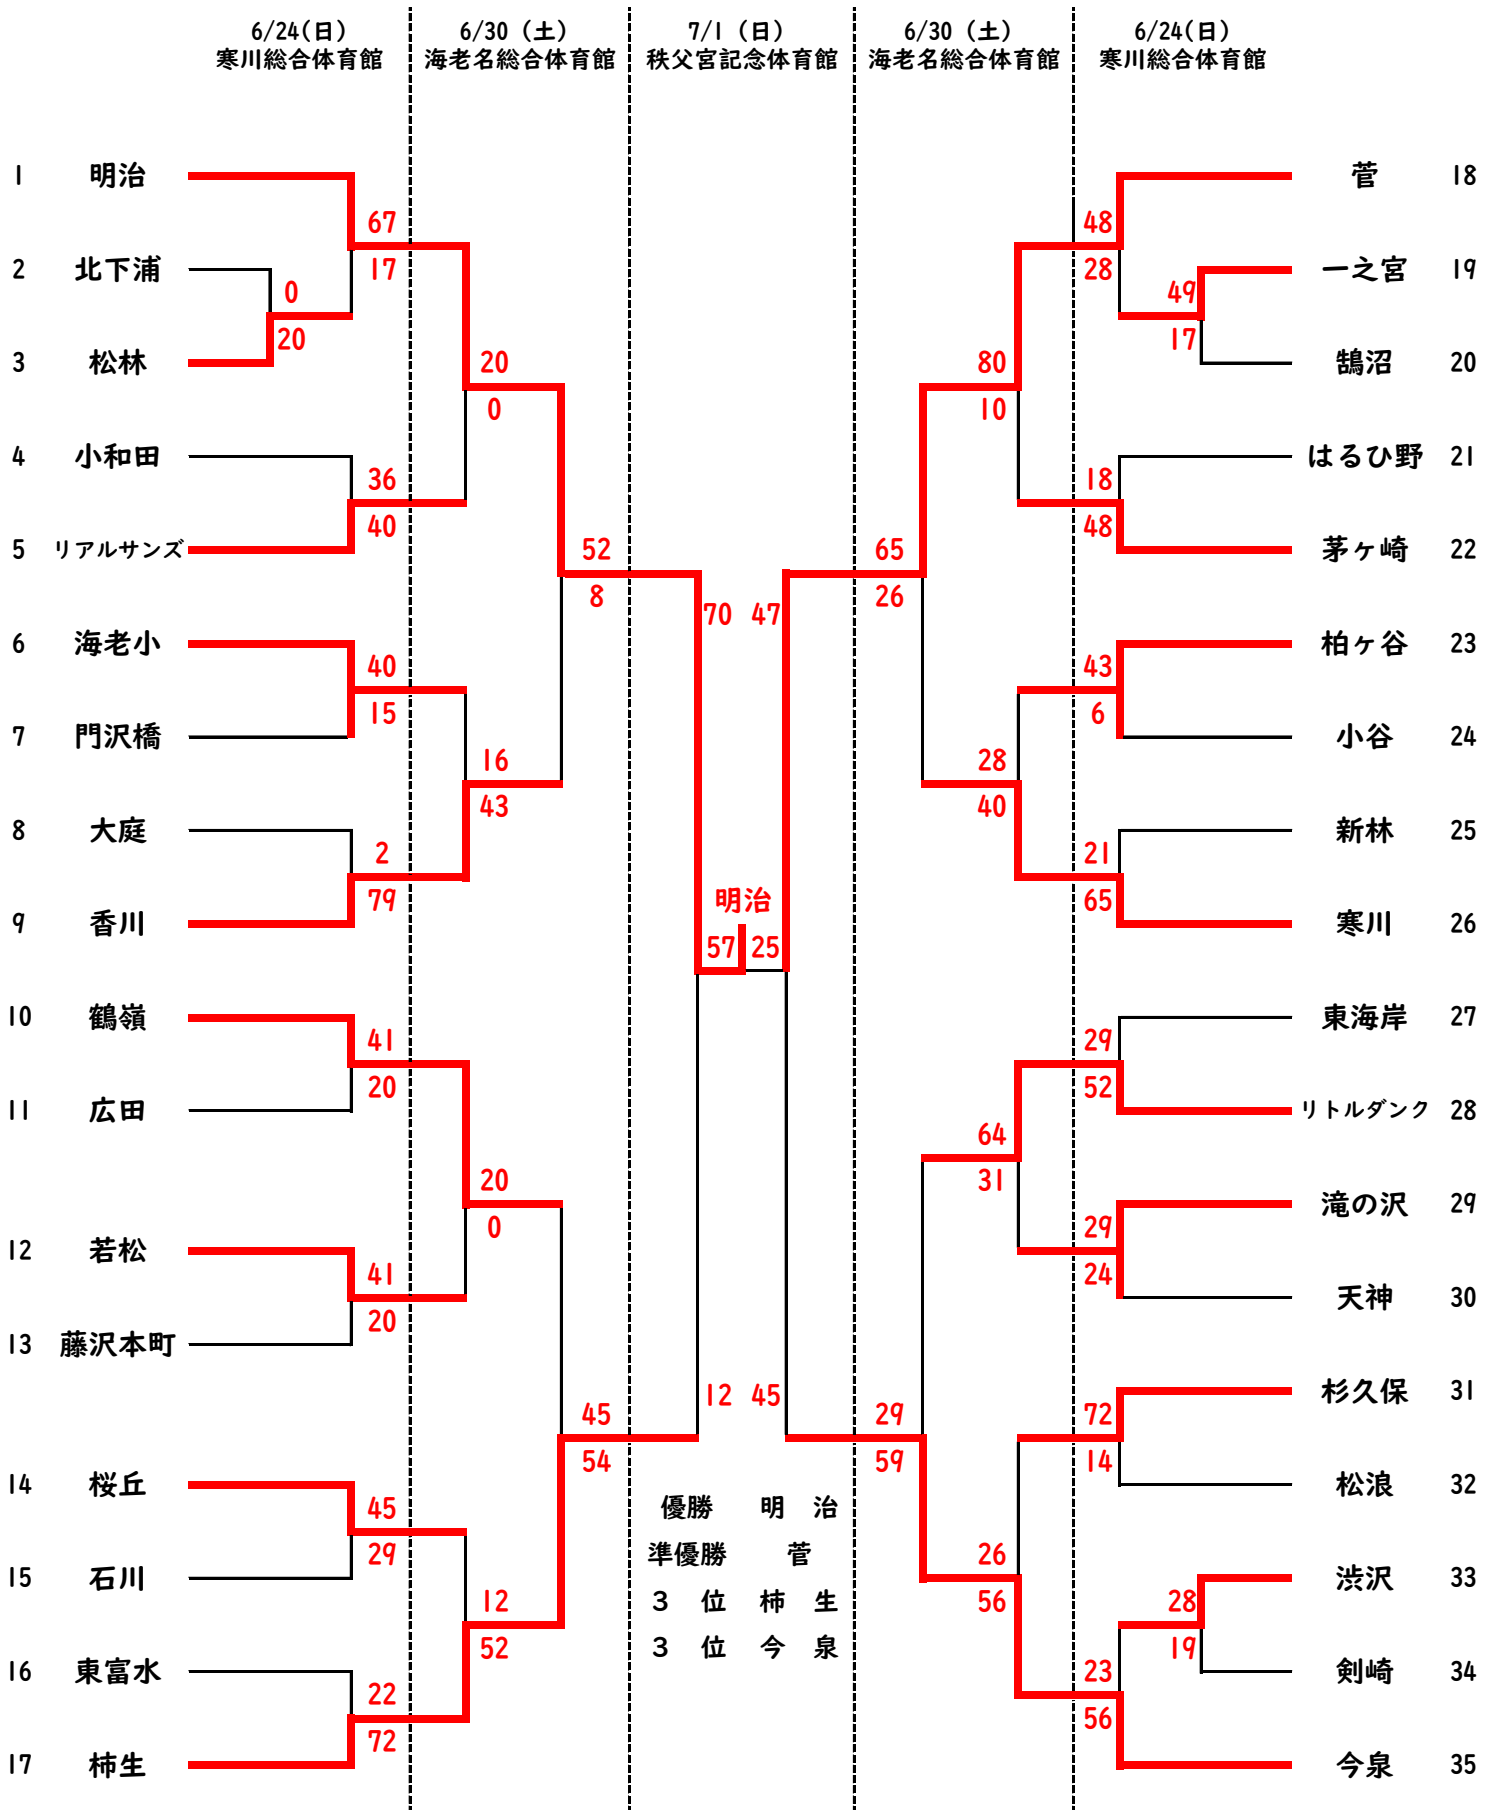 6/24(日)
寒川総合体育館
6/30（土）
海老名総合体育館
7/1（日）
秩父宮記念体育館
6/30（土）
海老名総合体育館
6/24(日)
寒川総合体育館
1 明治
2 北下浦
3 松林
4 小和田
5 リアルサンズ
6 海老小
7 門沢橋
8 大庭
9 香川
10 鶴嶺
11 広田
12 若松
13 藤沢本町
14 桜丘
15 石川
16 東富水
17 柿生
67
17
0
20
36
40
40
15
2
79
41
20
41
20
45
29
22
72
20
0
16
43
20
0
12
52
52
8
45
54
70 47
明治
57 25
12 45
優勝 明 治
準優勝 菅
３ 位 柿 生
３ 位 今 泉
65
26
29
59
80
10
28
40
64
31
26
56
48
28
49
17
18
48
43
6
21
65
29
52
29
24
72
14
28
19
23
56
菅 18
一之宮 19
鵠沼 20
はるひ野 21
茅ヶ崎 22
柏ヶ谷 23
小谷 24
新林 25
寒川 26
東海岸 27
リトルダンク 28
滝の沢 29
天神 30
杉久保 31
松浪 32
渋沢 33
剣崎 34
今泉 35